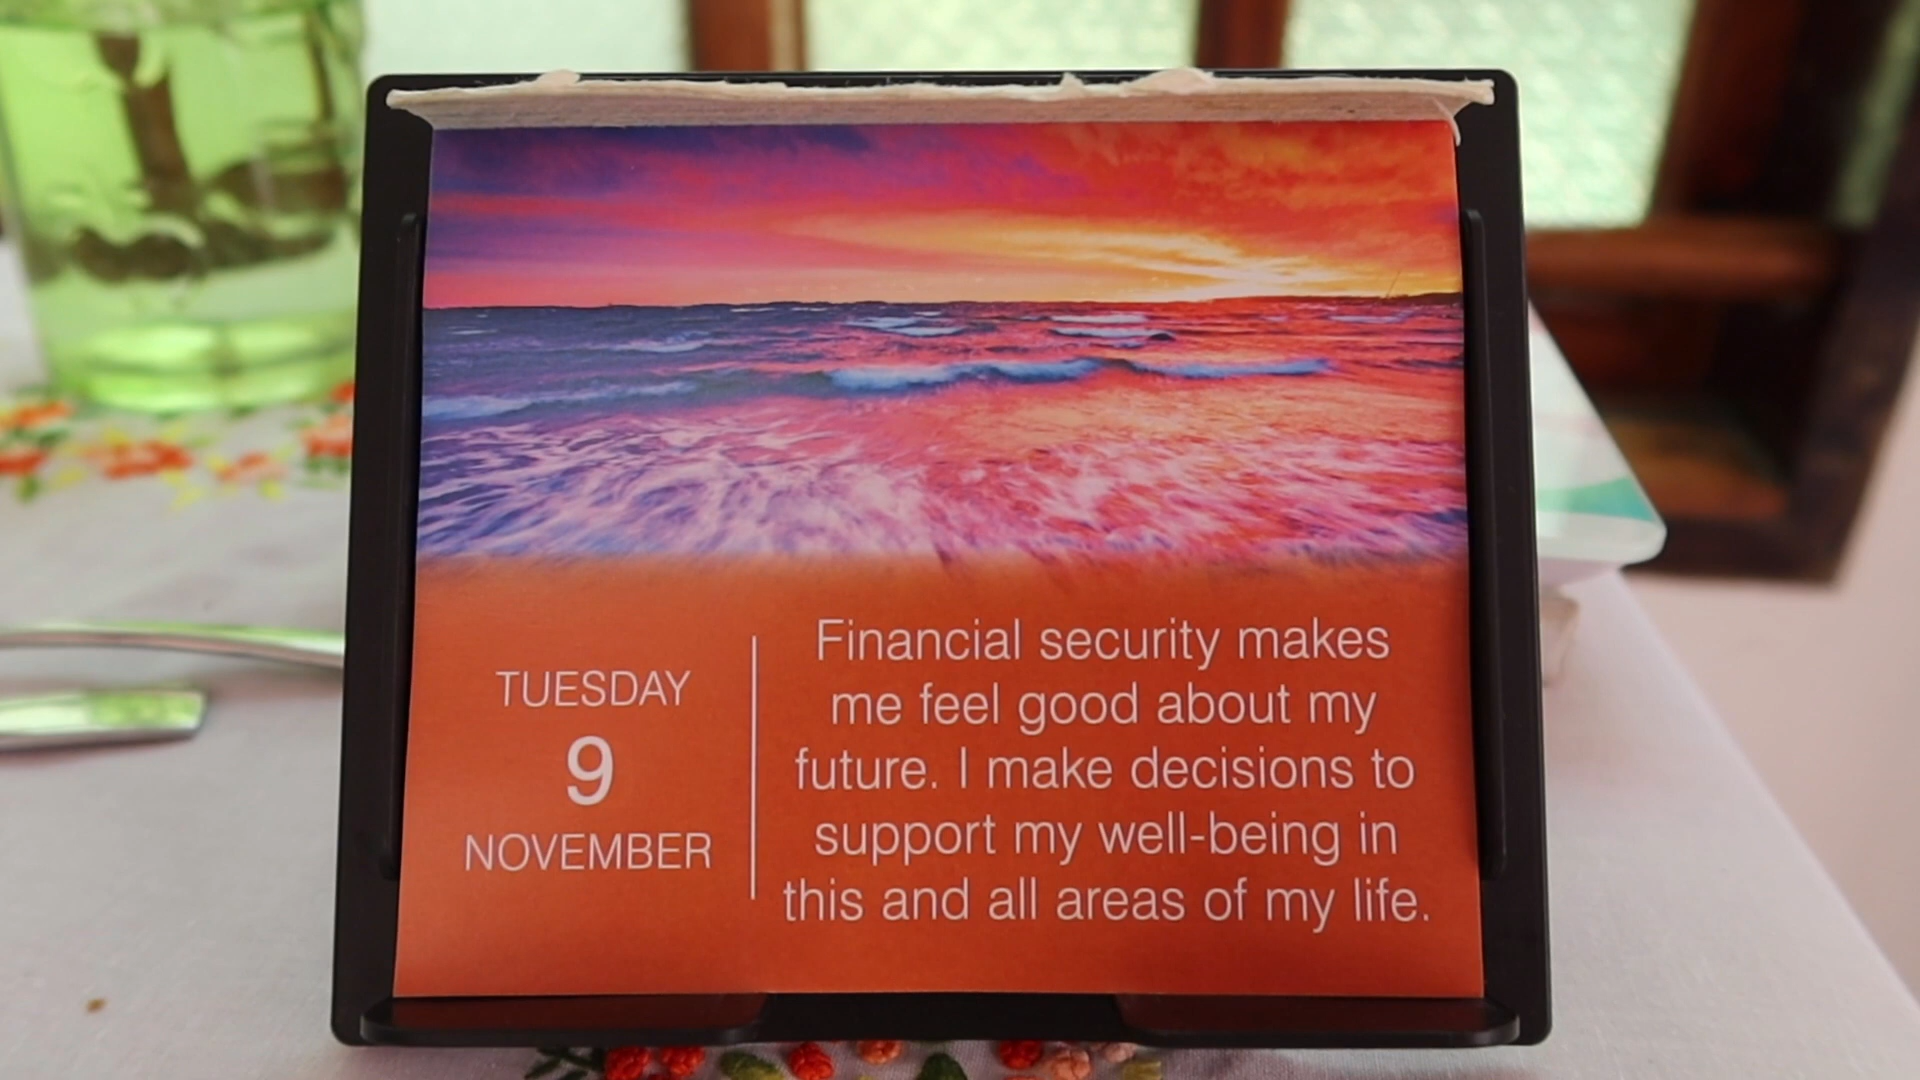 TUESDAY
9
NOVEMBER
Financial security makes
me feel good about my
future. I make decisions to
support my well-being in
this and all areas of my life.